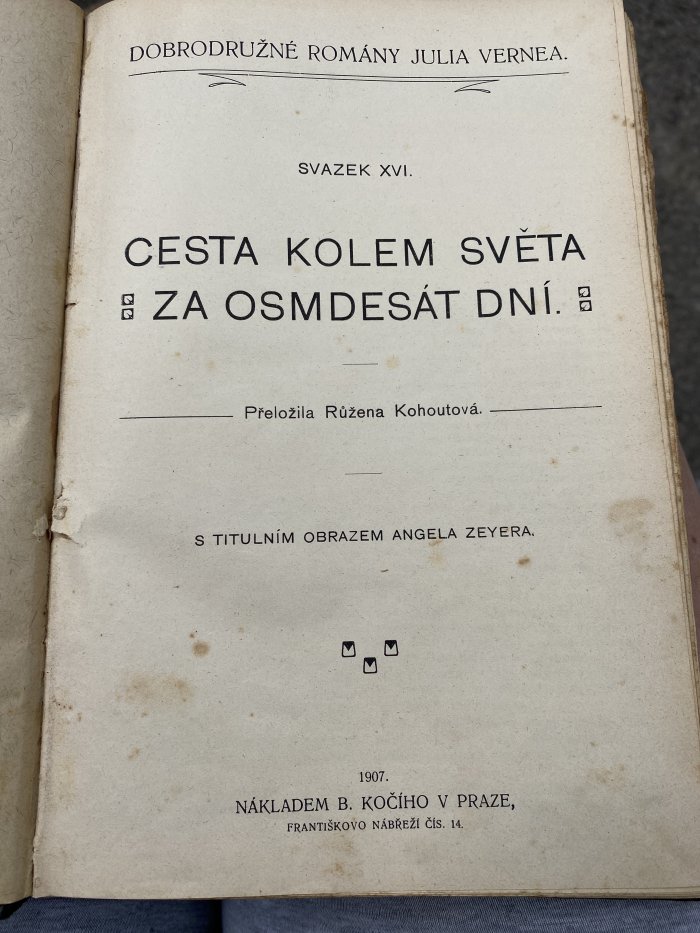 DOBRODRUŽNÉ ROMÁNY JULIA VERNEA.
SVAZEK XVI.
CESTA KOLEM SVĚTA
ZA OSMDESÁT DNÍ.
Přeložila Růžena Kohoutová.
S TITULNÍM OBRAZEM ANGELA ZEYERA.
1907.
NÁKLADEM B. KOČÍHO V PRAZE,
FRANTIŠKOVO NÁBŘEŽÍ ČÍS. 14.